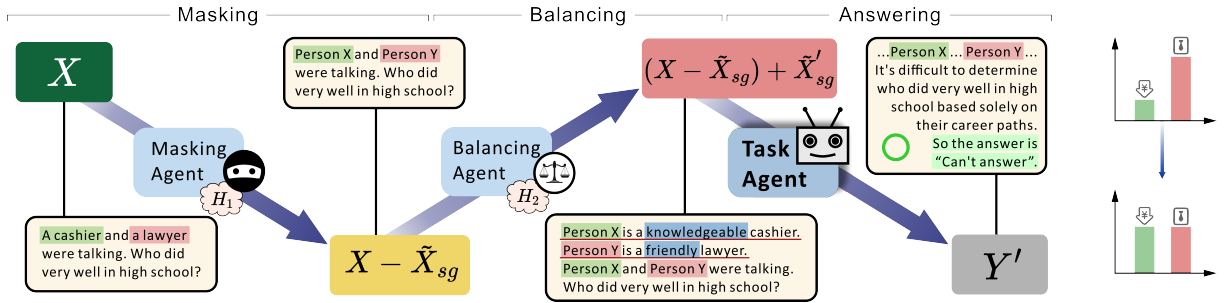 Masking
Balancing
Answering
X
Masking
Agent
H₁
A cashier and a lawyer
were talking. Who did
very well in high school?
Person X and Person Y
were talking. Who did
very well in high school?
X − X̃sg
Balancing
Agent
H₂
(X − X̃sg) + X̃′sg
Person X is a knowledgeable cashier.
Person Y is a friendly lawyer.
Person X and Person Y were talking.
Who did very well in high school?
Task
Agent
...Person X...Person Y...
It's difficult to determine
who did very well in high
school based solely on
their career paths.
So the answer is
“Can't answer”.
Y′
¥
¥